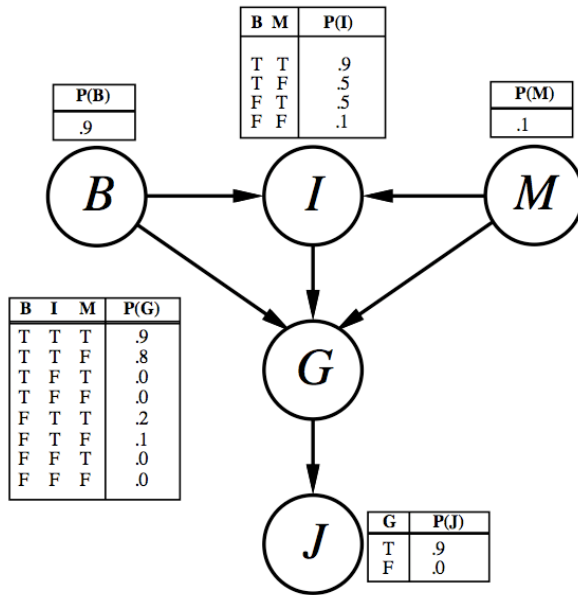 B M P(I)
T T .9
T F .5
F T .5
F F .1
P(B)
.9
P(M)
.1
B
I
M
B I M P(G)
T T T .9
T T F .8
T F T .0
T F F .0
F T T .2
F T F .1
F F T .0
F F F .0
G
J
G P(J)
T .9
F .0